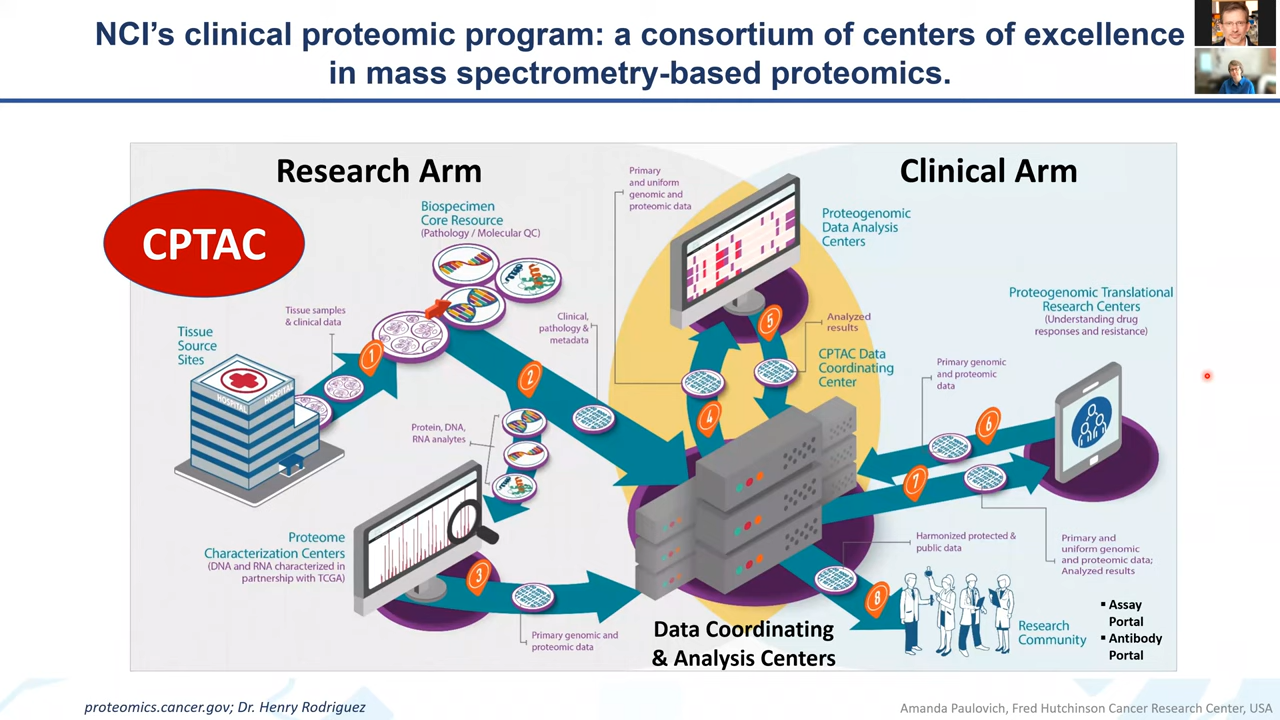 NCI's clinical proteomic program: a consortium of centers of excellence
in mass spectrometry-based proteomics.
Research Arm
Clinical Arm
CPTAC
Biospecimen
Core Resource
(Pathology / Molecular QC)
Primary
and uniform
genomic and
proteomic data
Proteogenomic
Data Analysis
Centers
Tissue samples
& clinical data
Tissue
Source
Sites
HOSPITAL
HOSPITAL
1
2
Clinical,
pathology &
metadata
Protein, DNA,
RNA analytes
5
Analyzed
results
CPTAC Data
Coordinating
Center
4
Proteogenomic Translational
Research Centers
(Understanding drug
responses and resistance)
Primary genomic
and proteomic
data
6
7
Proteome
Characterization Centers
(DNA and RNA characterized in
partnership with TCGA)
3
Primary genomic and
proteomic data
Harmonized protected &
public data
Primary and
uniform genomic
and proteomic data;
Analyzed results
8
Research
Community
▪ Assay
Portal
▪ Antibody
Portal
Data Coordinating
& Analysis Centers
proteomics.cancer.gov; Dr. Henry Rodriguez
Amanda Paulovich, Fred Hutchinson Cancer Research Center, USA